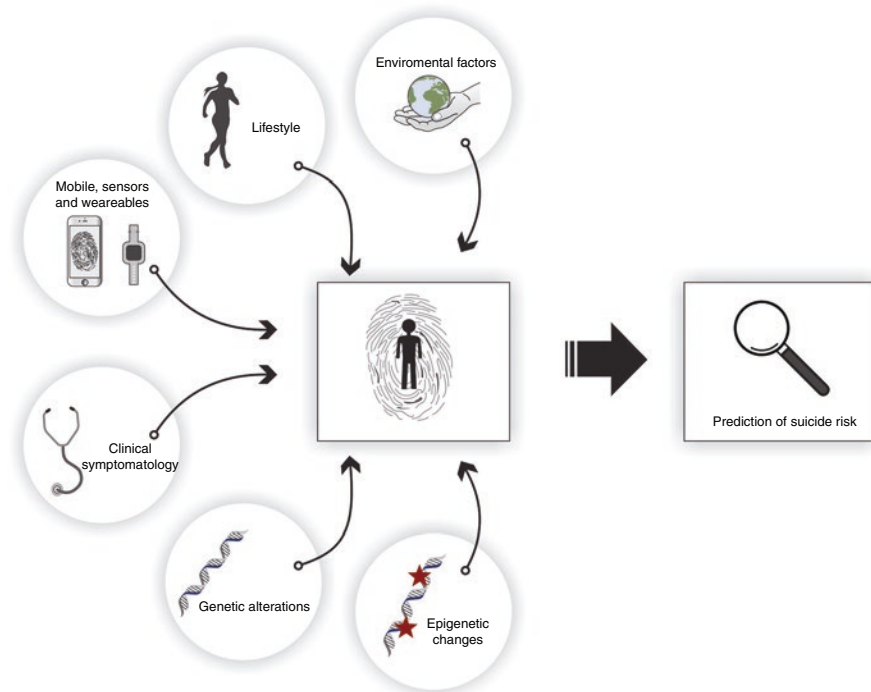 Enviromental factors
Lifestyle
Mobile, sensors
and weareables
Clinical
symptomatology
Genetic alterations
Epigenetic
changes
Prediction of suicide risk